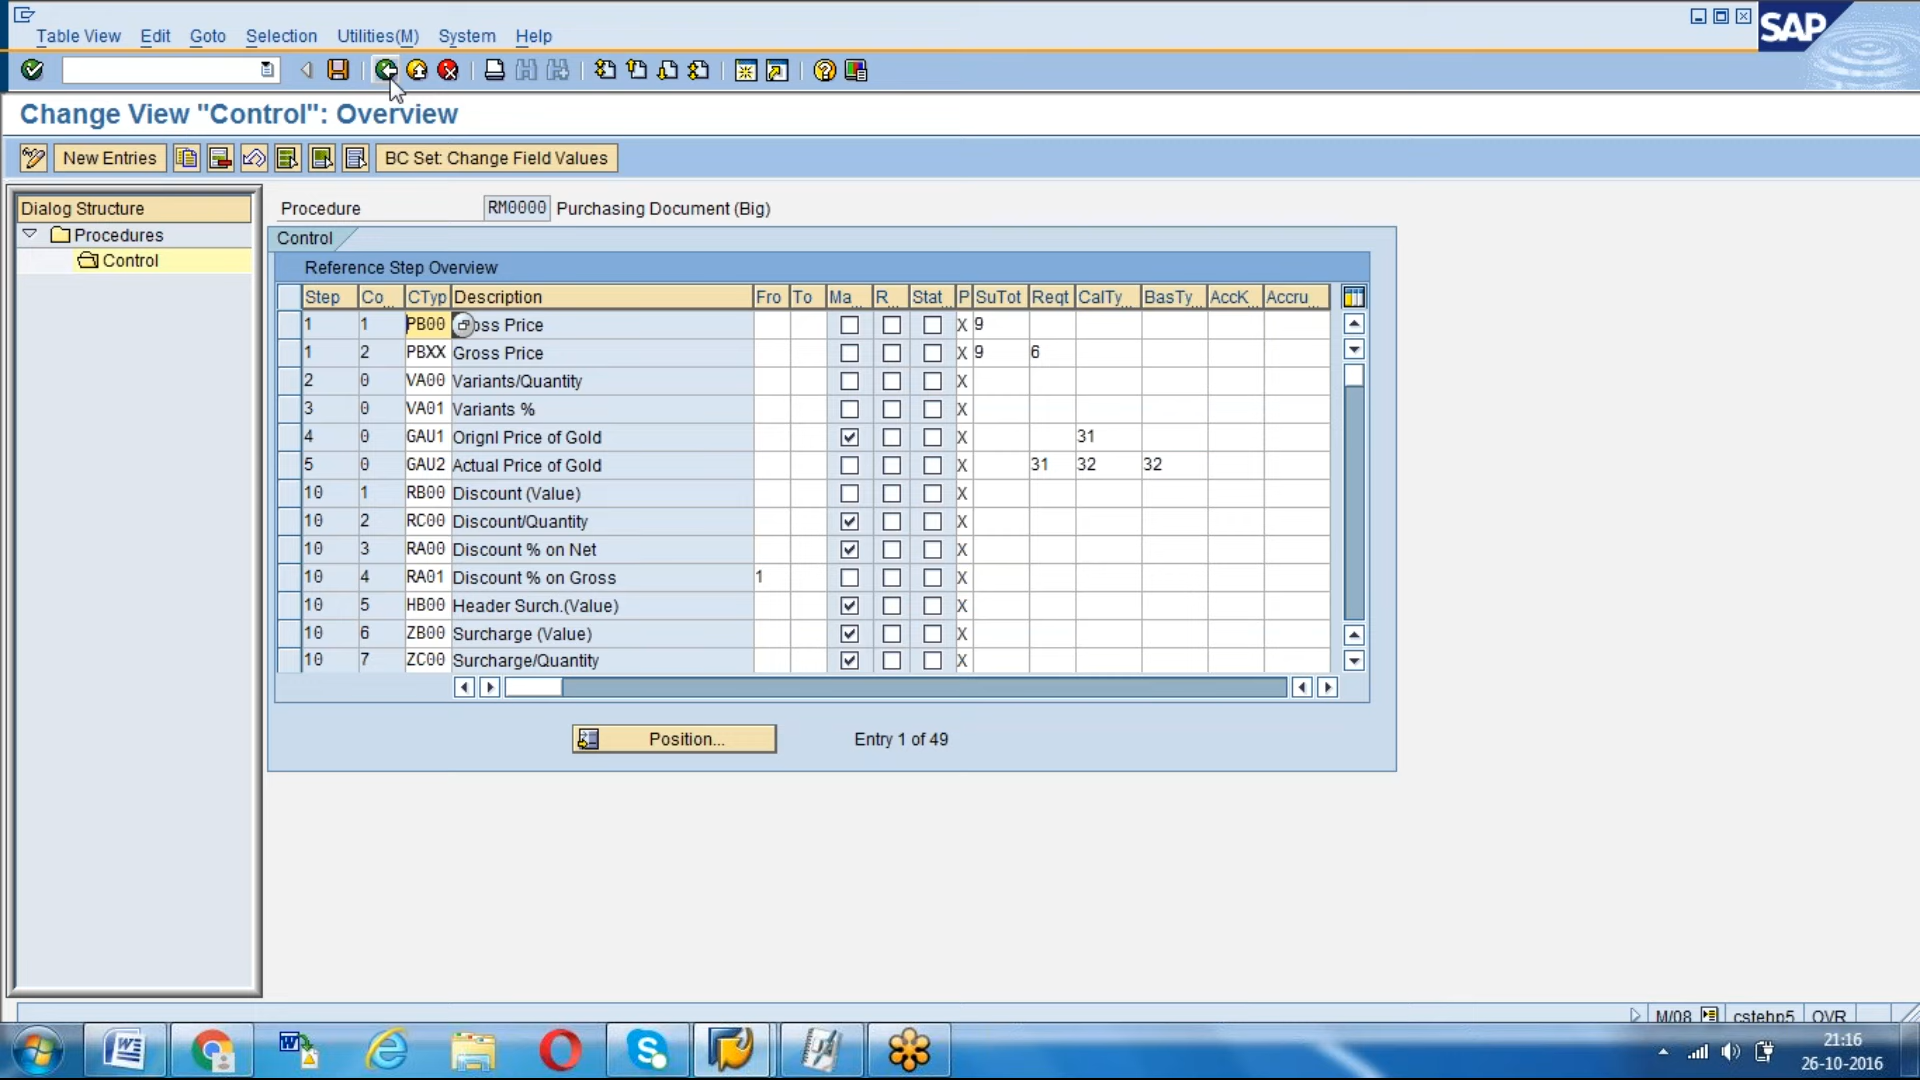 Table View Edit Goto Selection Utilities(M) System Help
SAP
Change View "Control": Overview
New Entries BC Set: Change Field Values
Dialog Structure
Procedures
Control
Procedure RM0000 Purchasing Document (Big)
Control
Reference Step Overview
Step Co... CTyp Description Fro To Ma... R... Stat P SuTot Reqt CalTy... BasTy... AccK... Accru...
1 1 PB00 oss Price X 9
1 2 PBXX Gross Price X 9 6
2 0 VA00 Variants/Quantity X
3 0 VA01 Variants % X
4 0 GAU1 Orignl Price of Gold X 31
5 0 GAU2 Actual Price of Gold X 31 32 32
10 1 RB00 Discount (Value) X
10 2 RC00 Discount/Quantity X
10 3 RA00 Discount % on Net X
10 4 RA01 Discount % on Gross 1 X
10 5 HB00 Header Surch.(Value) X
10 6 ZB00 Surcharge (Value) X
10 7 ZC00 Surcharge/Quantity X
Position... Entry 1 of 49
M/08 cstehp5 OVR
21:16
26-10-2016